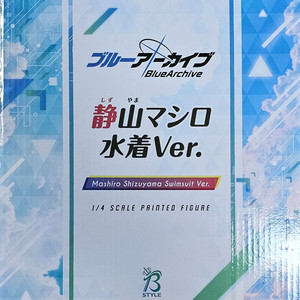 ブルーアーカイブ
BlueArchive
しず やま
静山マシロ
水着Ver.
Mashiro Shizuyama Swimsuit Ver.
1/4 SCALE PAINTED FIGURE
B
STYLE